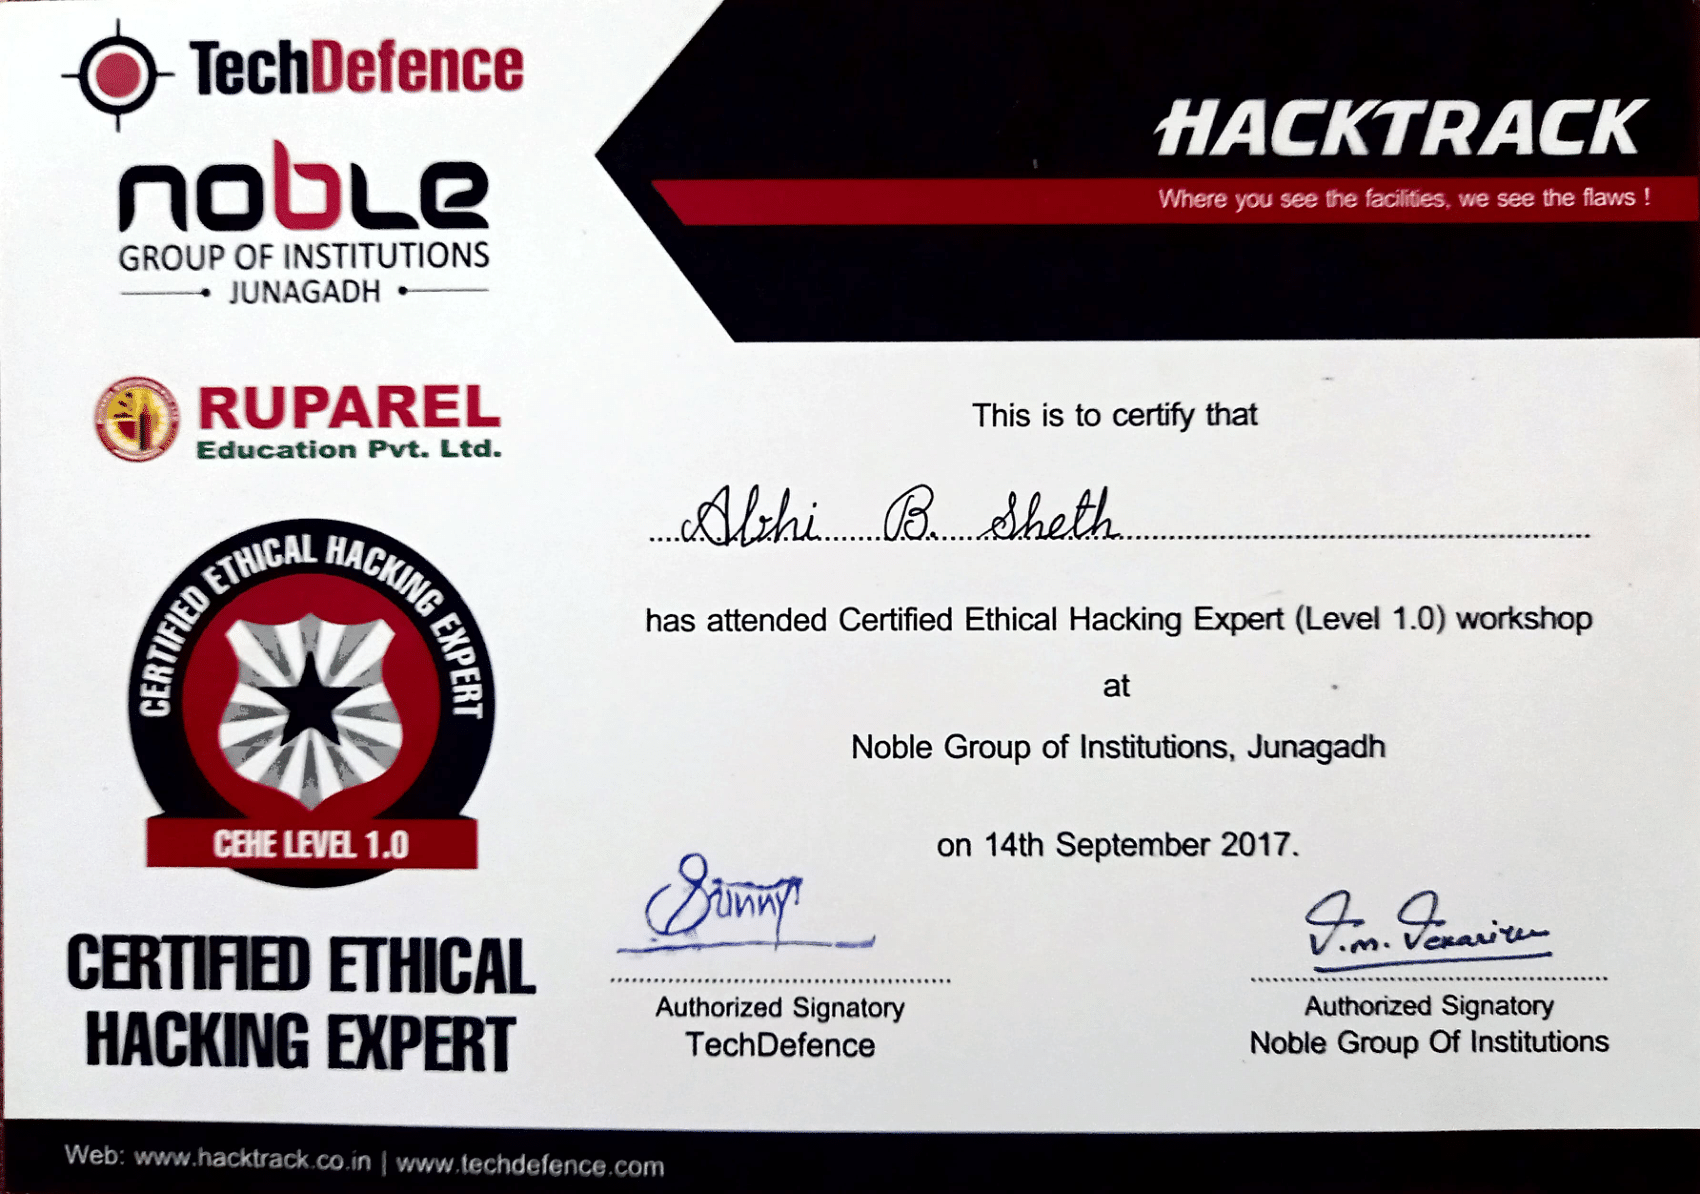 TechDefence
noble
GROUP OF INSTITUTIONS
JUNAGADH
RUPAREL
Education Pvt. Ltd.
CERTIFIED ETHICAL HACKING EXPERT
CEHE LEVEL 1.0
CERTIFIED ETHICAL
HACKING EXPERT
HACKTRACK
Where you see the facilities, we see the flaws !
This is to certify that
Abhi B. Sheth
has attended Certified Ethical Hacking Expert (Level 1.0) workshop
at
Noble Group of Institutions, Junagadh
on 14th September 2017.
Sunny
Authorized Signatory
TechDefence
Authorized Signatory
Noble Group Of Institutions
Web: www.hacktrack.co.in | www.techdefence.com